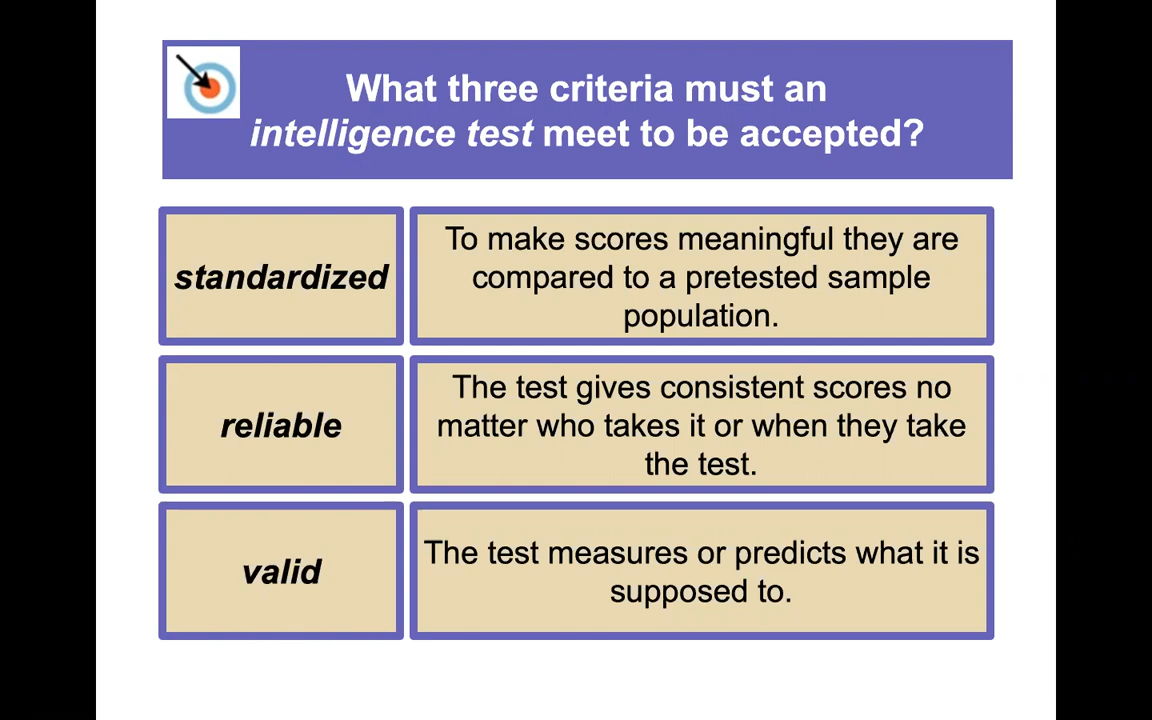 What three criteria must an
intelligence test meet to be accepted?
standardized
To make scores meaningful they are
compared to a pretested sample
population.
reliable
The test gives consistent scores no
matter who takes it or when they take
the test.
valid
The test measures or predicts what it is
supposed to.